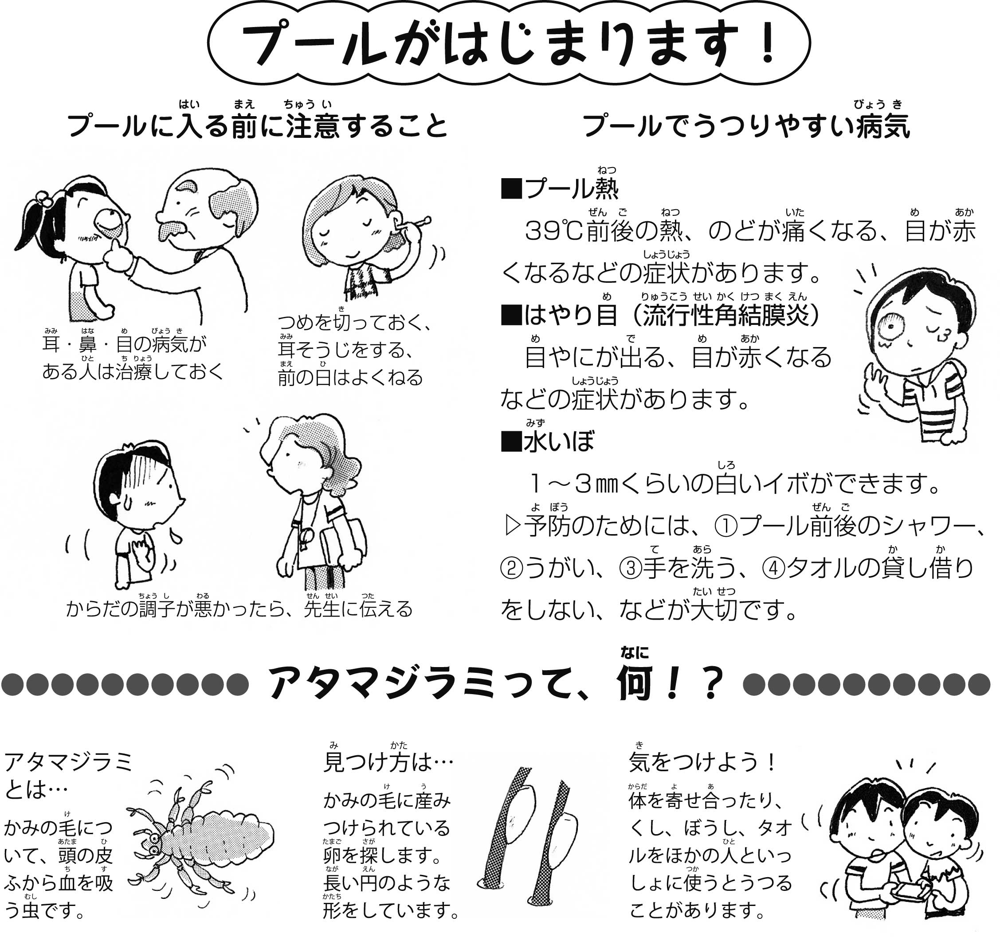 プールがはじまります！
プールに入る前に注意すること
耳・鼻・目の病気が
ある人は治療しておく
つめを切っておく、
耳そうじをする、
前の日はよくねる
からだの調子が悪かったら、先生に伝える
プールでうつりやすい病気
■プール熱
39℃前後の熱、のどが痛くなる、目が赤
くなるなどの症状があります。
■はやり目（流行性角結膜炎）
目やにが出る、目が赤くなる
などの症状があります。
■水いぼ
１～３㎜くらいの白いイボができます。
▷予防のためには、①プール前後のシャワー、
②うがい、③手を洗う、④タオルの貸し借り
をしない、などが大切です。
アタマジラミって、何！？
アタマジラミ
とは…
かみの毛につ
いて、頭の皮
ふから血を吸
う虫です。
見つけ方は…
かみの毛に産み
つけられている
卵を探します。
長い円のような
形をしています。
気をつけよう！
体を寄せ合ったり、
くし、ぼうし、タオ
ルをほかの人といっ
しょに使うとうつる
ことがあります。